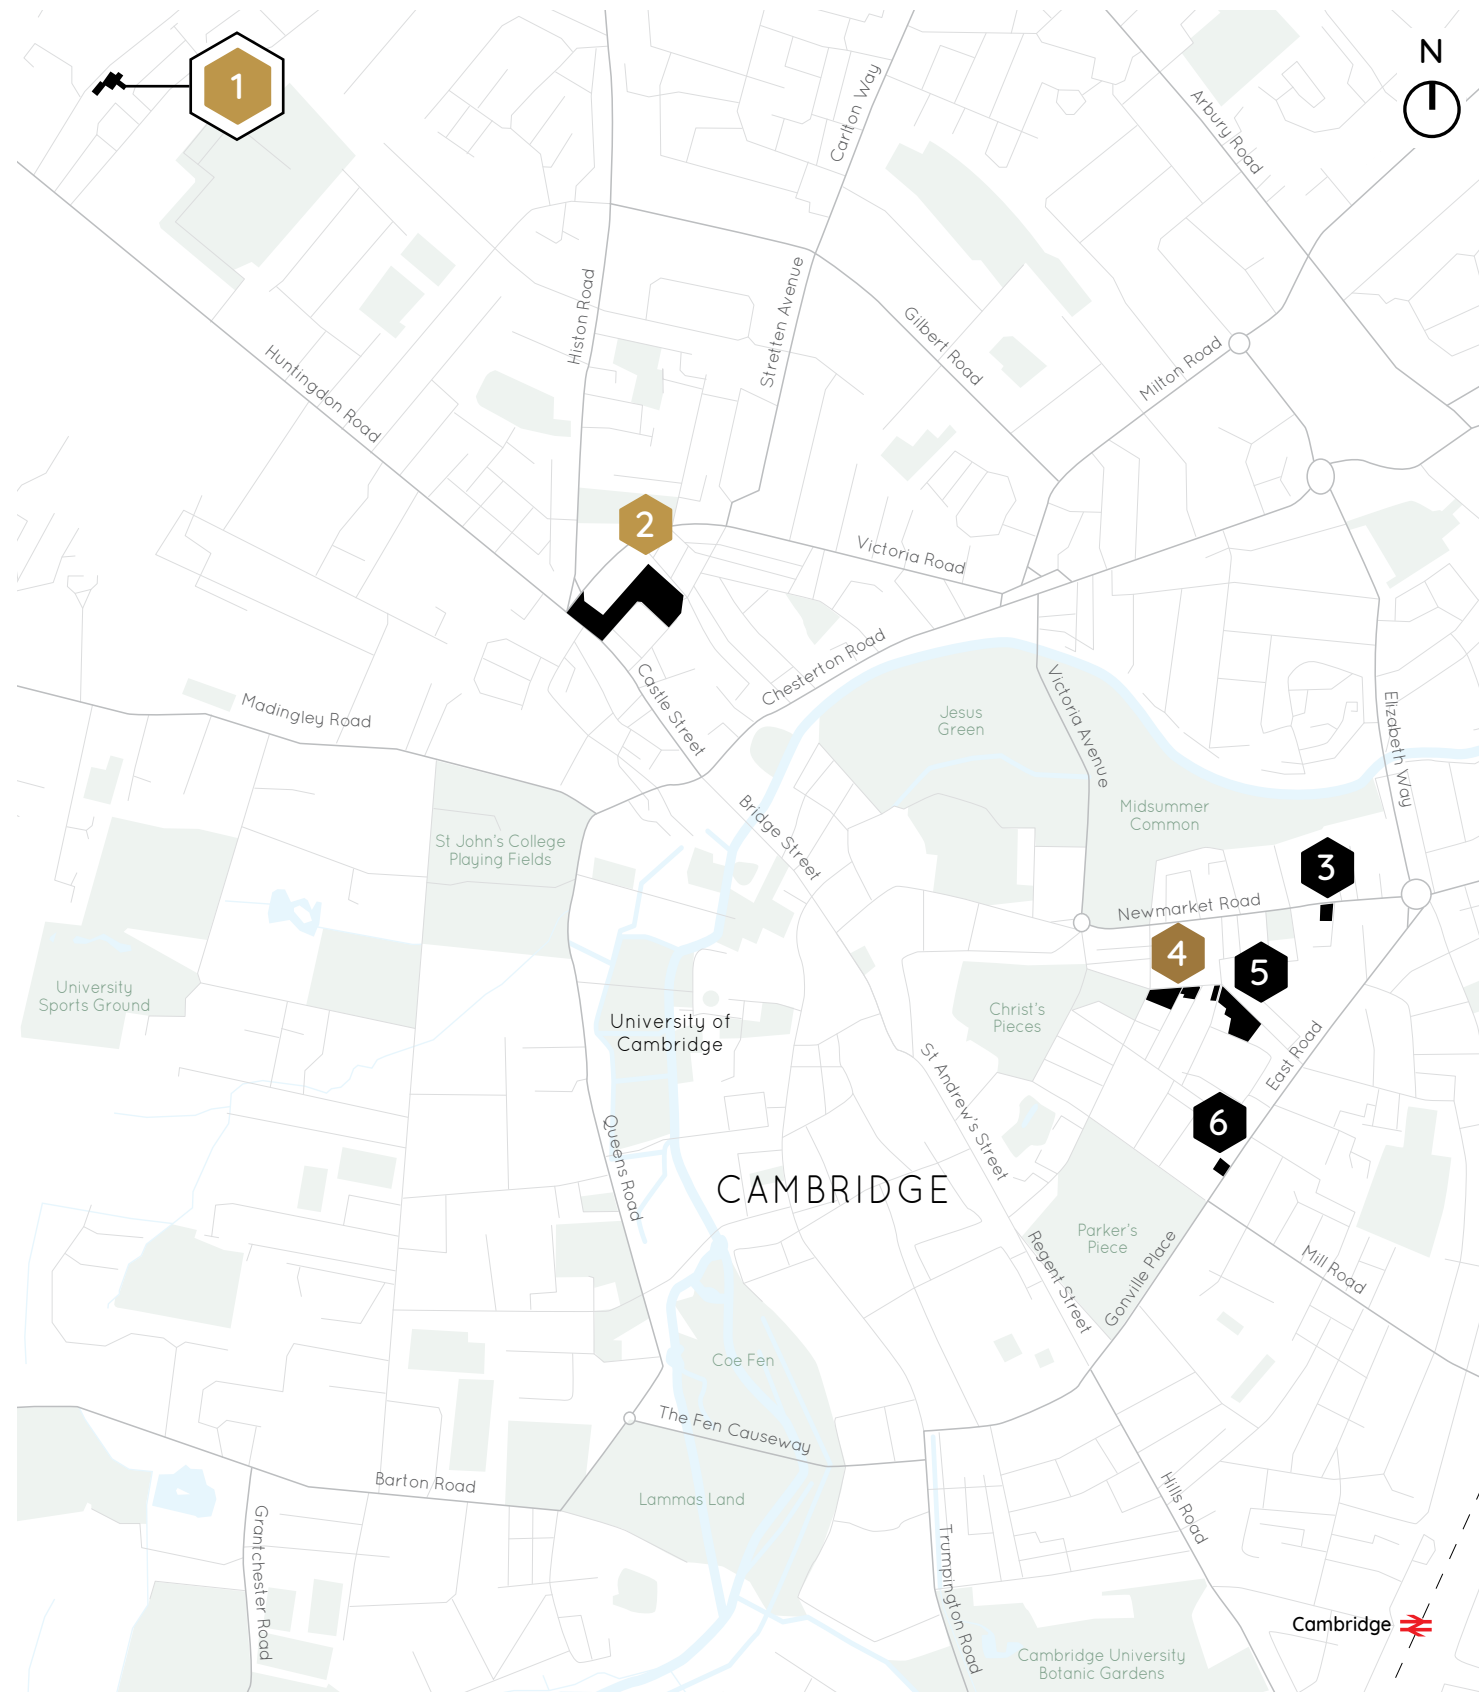 1
N
Carlton Way
Arbury Road
Histon Road
Stretten Avenue
Gilbert Road
Huntingdon Road
Milton Road
2
Victoria Road
Chesterton Road
Castle Street
Madingley Road
Victoria Avenue
Elizabeth Way
Jesus
Green
Midsummer
Common
Bridge Street
St John's College
Playing Fields
3
Newmarket Road
4
5
University
Sports Ground
University of
Cambridge
Christ's
Pieces
St Andrew's Street
East Road
6
Queens Road
CAMBRIDGE
Parker's
Piece
Regent Street
Gonville Place
Mill Road
Coe Fen
The Fen Causeway
Barton Road
Lammas Land
Hills Road
Grantchester Road
Trumpington Road
Cambridge
Cambridge University
Botanic Gardens